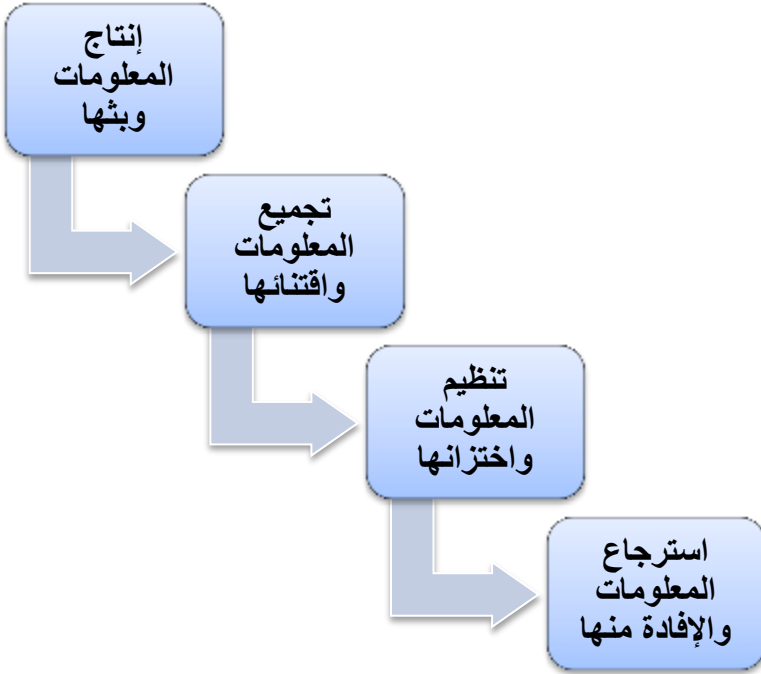 إنتاج
المعلومات
وبثها
تجميع
المعلومات
واقتنائها
تنظيم
المعلومات
واختزانها
استرجاع
المعلومات
والإفادة منها